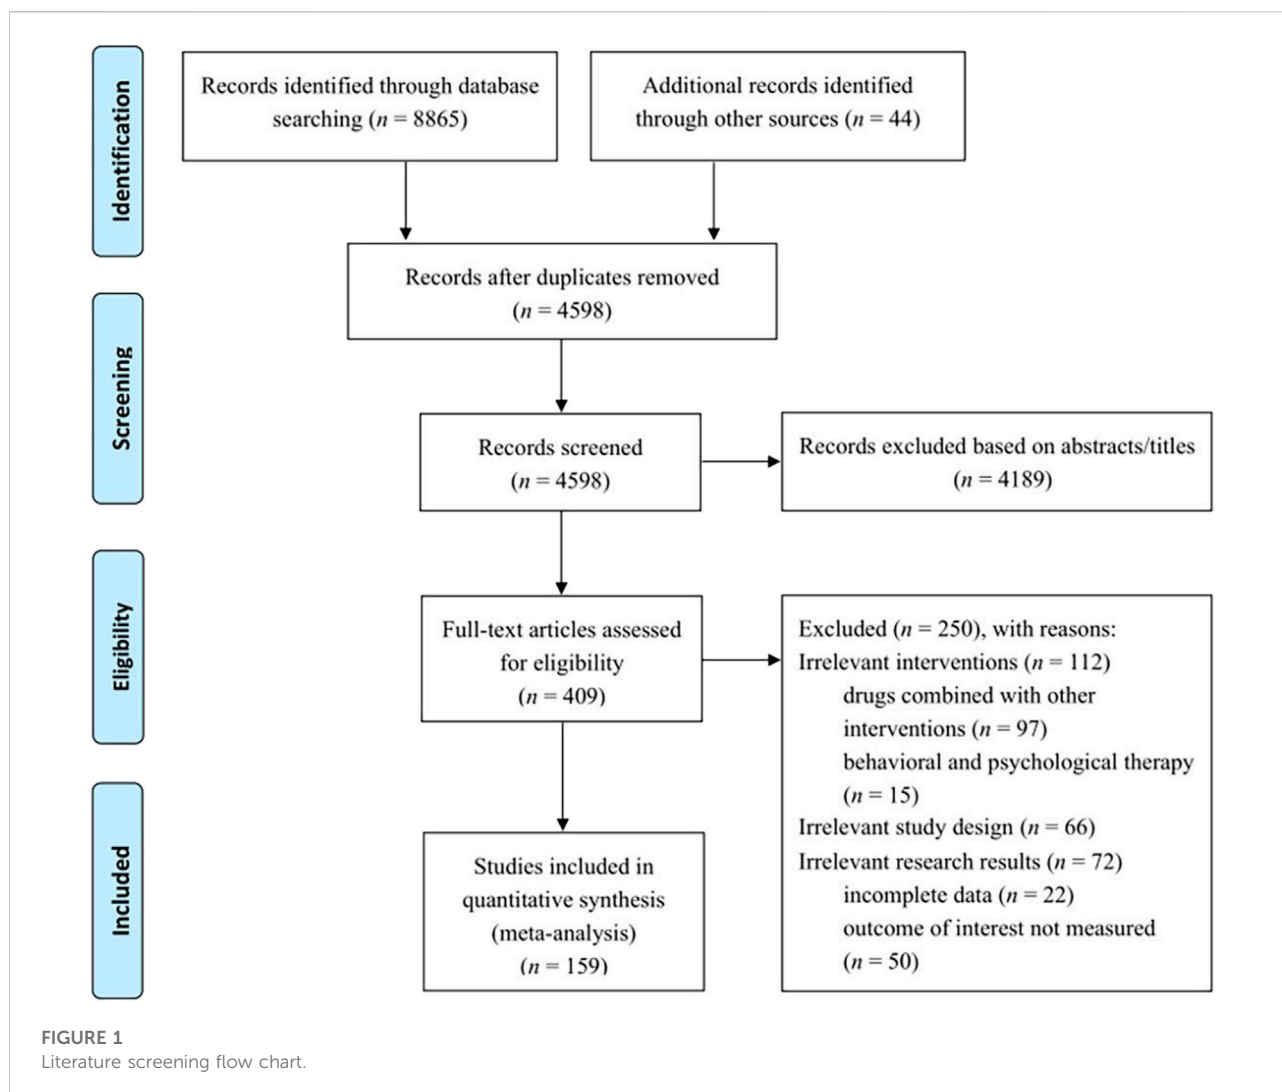 Identification
Records identified through database
searching (n = 8865)
Additional records identified
through other sources (n = 44)
Records after duplicates removed
(n = 4598)
Screening
Records screened
(n = 4598)
Records excluded based on abstracts/titles
(n = 4189)
Eligibility
Full-text articles assessed
for eligibility
(n = 409)
Excluded (n = 250), with reasons:
Irrelevant interventions (n = 112)
drugs combined with other
interventions (n = 97)
behavioral and psychological therapy
(n = 15)
Irrelevant study design (n = 66)
Irrelevant research results (n = 72)
incomplete data (n = 22)
outcome of interest not measured
(n = 50)
Included
Studies included in
quantitative synthesis
(meta-analysis)
(n = 159)
FIGURE 1
Literature screening flow chart.